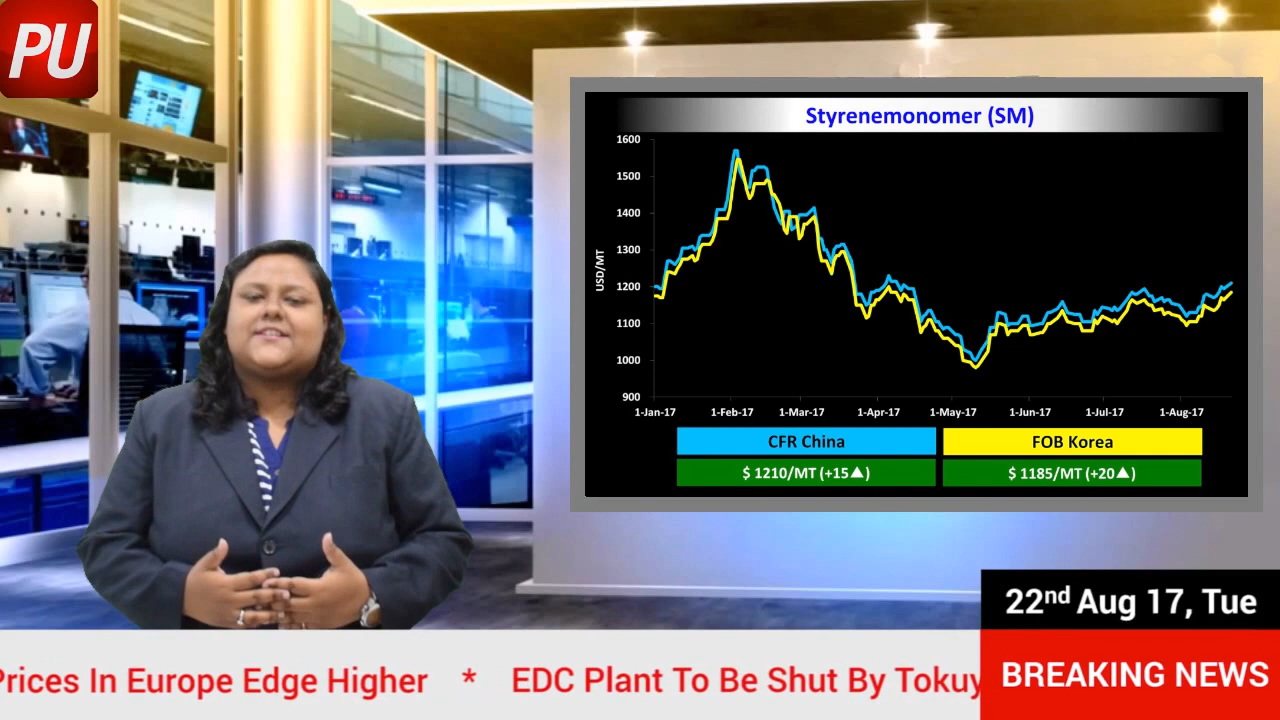 PU
Styrenemonomer (SM)
1600
1500
1400
1300
1200
1100
1000
900
USD/MT
1-Jan-17 1-Feb-17 1-Mar-17 1-Apr-17 1-May-17 1-Jun-17 1-Jul-17 1-Aug-17
CFR China FOB Korea
$ 1210/MT (+15▲) $ 1185/MT (+20▲)
22nd Aug 17, Tue
Prices In Europe Edge Higher * EDC Plant To Be Shut By Tokuy
BREAKING NEWS